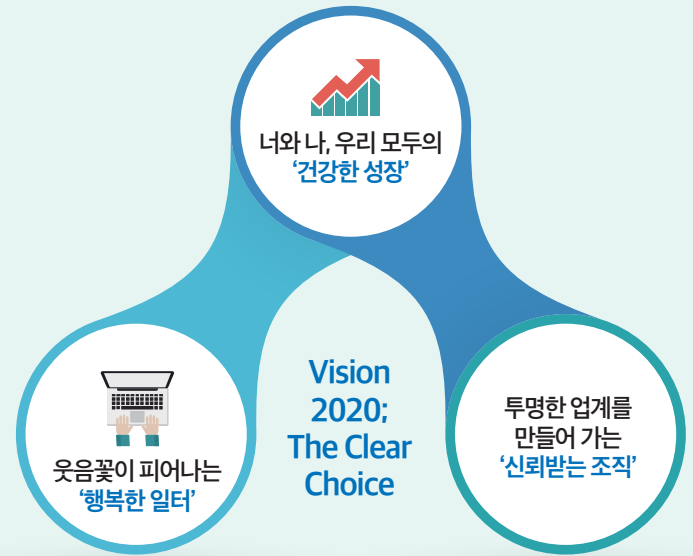 너와 나, 우리 모두의
‘건강한 성장’
웃음꽃이 피어나는
‘행복한 일터’
Vision
2020;
The Clear
Choice
투명한 업계를
만들어 가는
‘신뢰받는 조직’